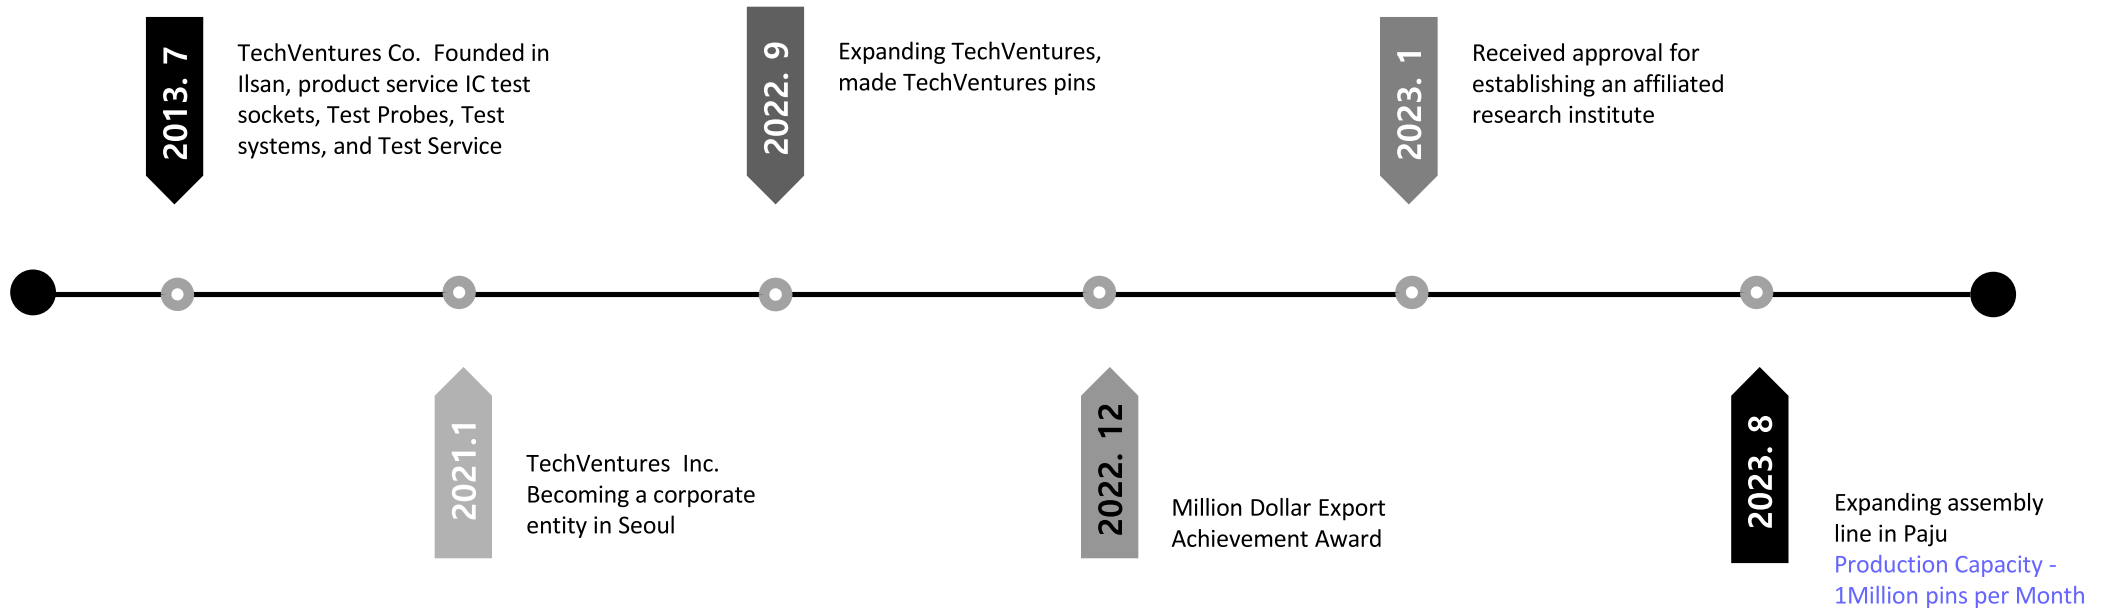 2013. 7
TechVentures Co.  Founded in
Ilsan, product service IC test
sockets, Test Probes, Test
systems, and Test Service
2021.1
TechVentures  Inc.
Becoming a corporate
entity in Seoul
2022. 9
Expanding TechVentures,
made TechVentures pins
2022. 12
Million Dollar Export
Achievement Award
2023. 1
Received approval for
establishing an affiliated
research institute
2023. 8
Expanding assembly
line in Paju
Production Capacity -
1Million pins per Month